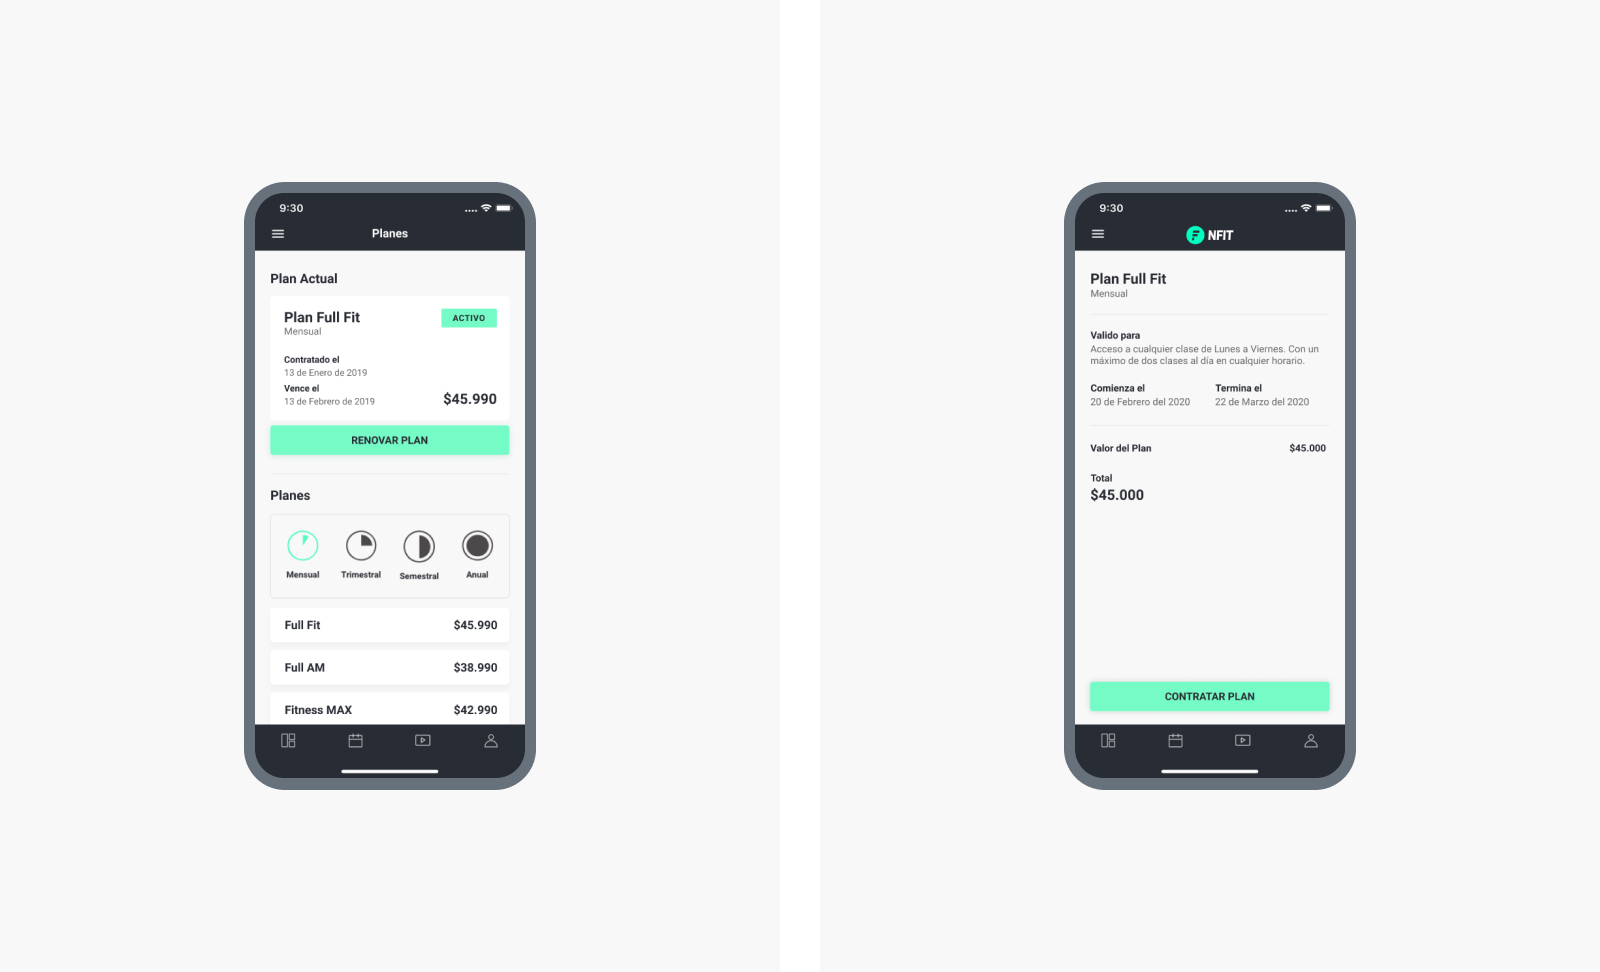 9:30
Planes
Plan Actual
Plan Full Fit
ACTIVO
Mensual
Contratado el
13 de Enero de 2019
Vence el
13 de Febrero de 2019
$45.990
RENOVAR PLAN
Planes
Mensual
Trimestral
Semestral
Anual
Full Fit
$45.990
Full AM
$38.990
Fitness MAX
$42.990
9:30
F NFIT
Plan Full Fit
Mensual
Valido para
Acceso a cualquier clase de Lunes a Viernes. Con un
máximo de dos clases al día en cualquier horario.
Comienza el
20 de Febrero del 2020
Termina el
22 de Marzo del 2020
Valor del Plan
$45.000
Total
$45.000
CONTRATAR PLAN